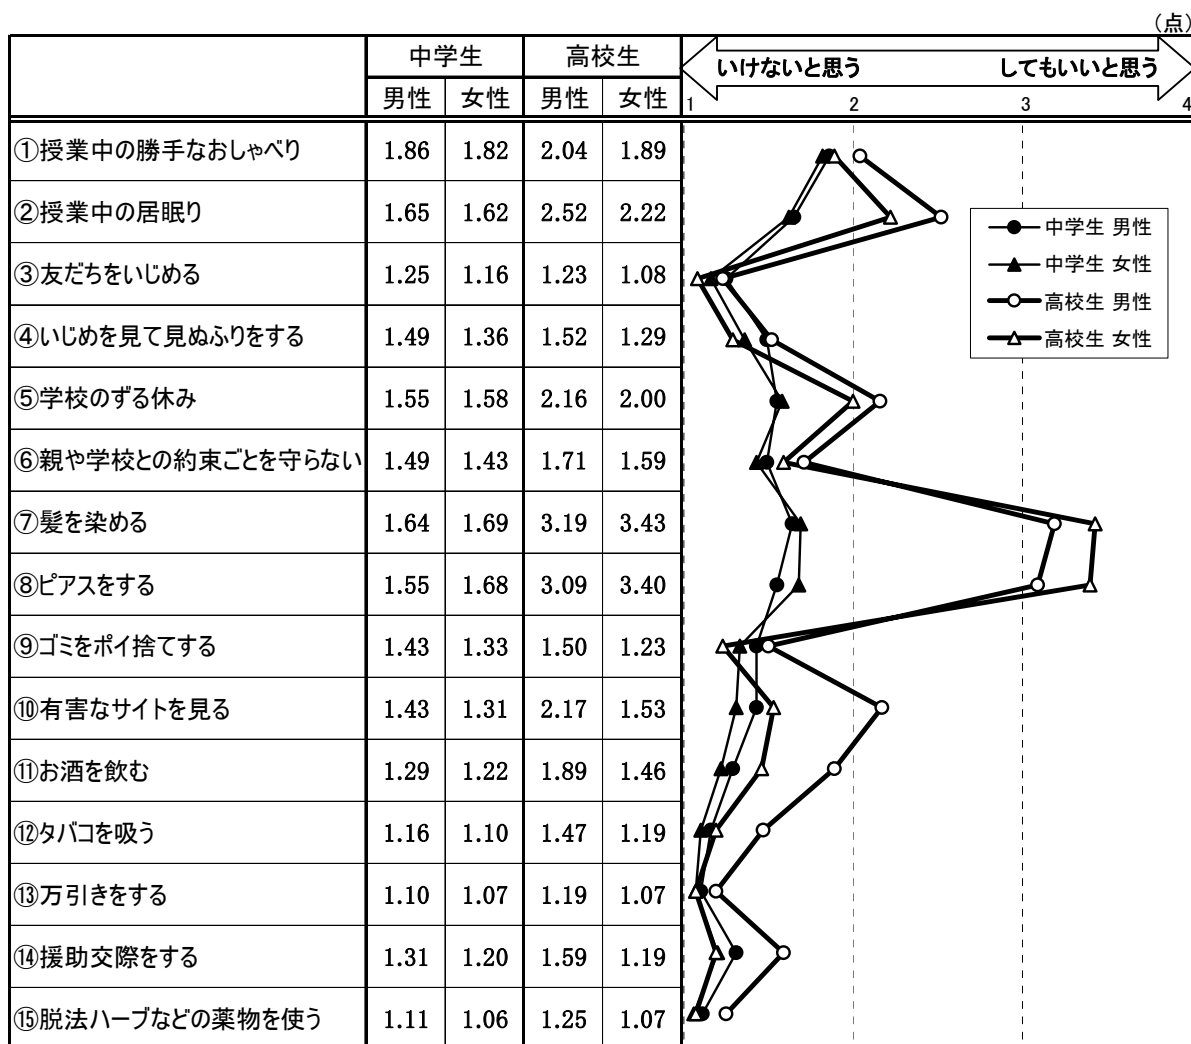 (点)
中学生 高校生 いけないと思う してもいいと思う
男性 女性 男性 女性 1 2 3 4
①授業中の勝手なおしゃべり 1.86 1.82 2.04 1.89
②授業中の居眠り 1.65 1.62 2.52 2.22
③友だちをいじめる 1.25 1.16 1.23 1.08
④いじめを見て見ぬふりをする 1.49 1.36 1.52 1.29
⑤学校のずる休み 1.55 1.58 2.16 2.00
⑥親や学校との約束ごとを守らない 1.49 1.43 1.71 1.59
⑦髪を染める 1.64 1.69 3.19 3.43
⑧ピアスをする 1.55 1.68 3.09 3.40
⑨ゴミをポイ捨てする 1.43 1.33 1.50 1.23
⑩有害なサイトを見る 1.43 1.31 2.17 1.53
⑪お酒を飲む 1.29 1.22 1.89 1.46
⑫タバコを吸う 1.16 1.10 1.47 1.19
⑬万引きをする 1.10 1.07 1.19 1.07
⑭援助交際をする 1.31 1.20 1.59 1.19
⑮脱法ハーブなどの薬物を使う 1.11 1.06 1.25 1.07
中学生 男性
中学生 女性
高校生 男性
高校生 女性